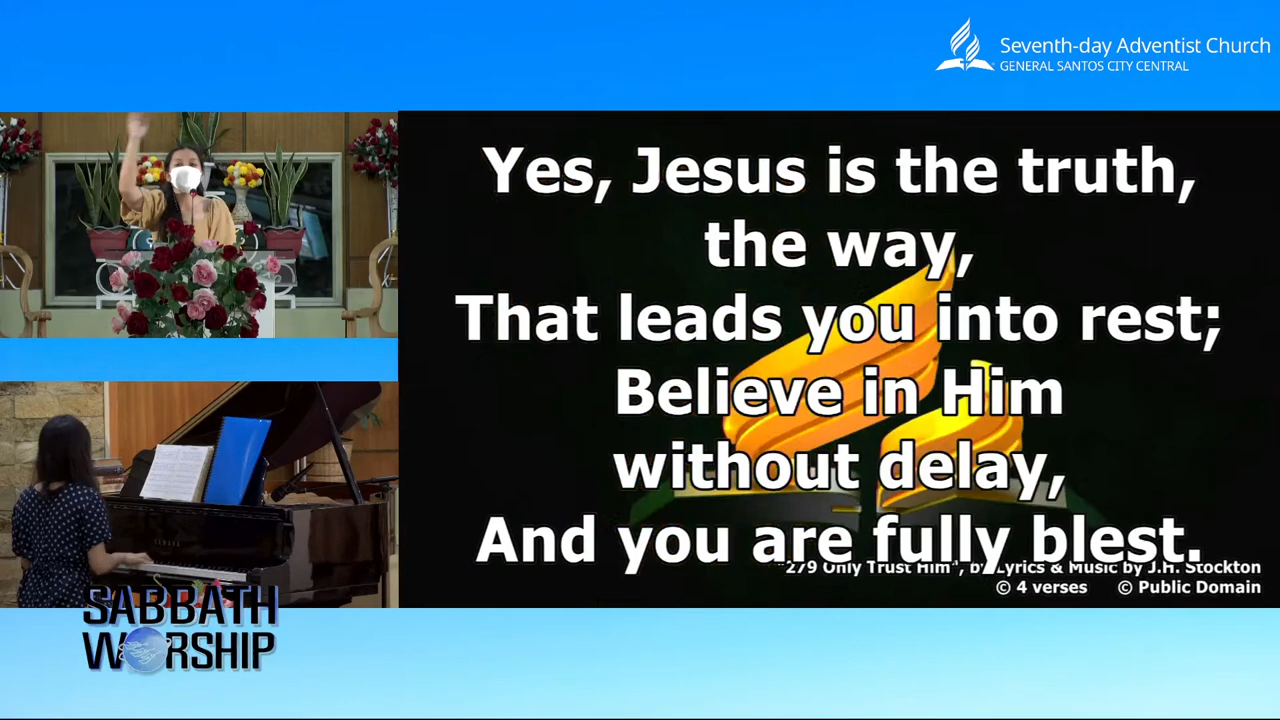 Seventh-day Adventist Church
GENERAL SANTOS CITY CENTRAL
Yes, Jesus is the truth,
the way,
That leads you into rest;
Believe in Him
without delay,
And you are fully blest.
"279 Only Trust Him", by Lyrics & Music by J.H. Stockton
© 4 verses © Public Domain
YAMAHA
SABBATH
WORSHIP